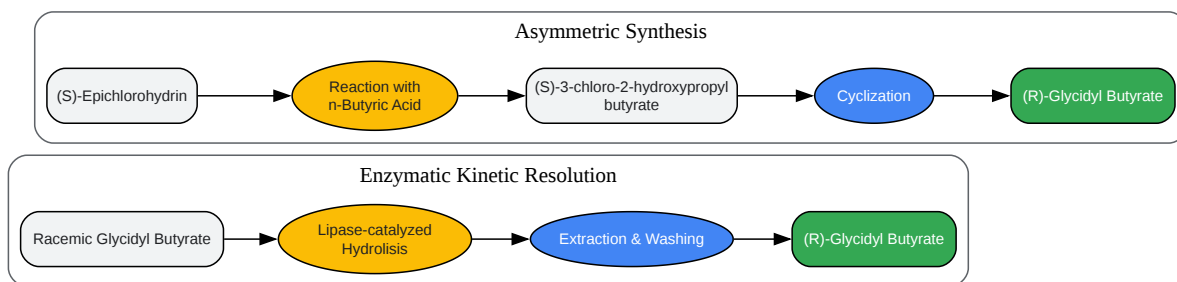 Asymmetric Synthesis
(S)-Epichlorohydrin
Reaction with
n-Butyric Acid
(S)-3-chloro-2-hydroxypropyl
butyrate
Cyclization
(R)-Glycidyl Butyrate
Enzymatic Kinetic Resolution
Racemic Glycidyl Butyrate
Lipase-catalyzed
Hydrolisis
Extraction & Washing
(R)-Glycidyl Butyrate